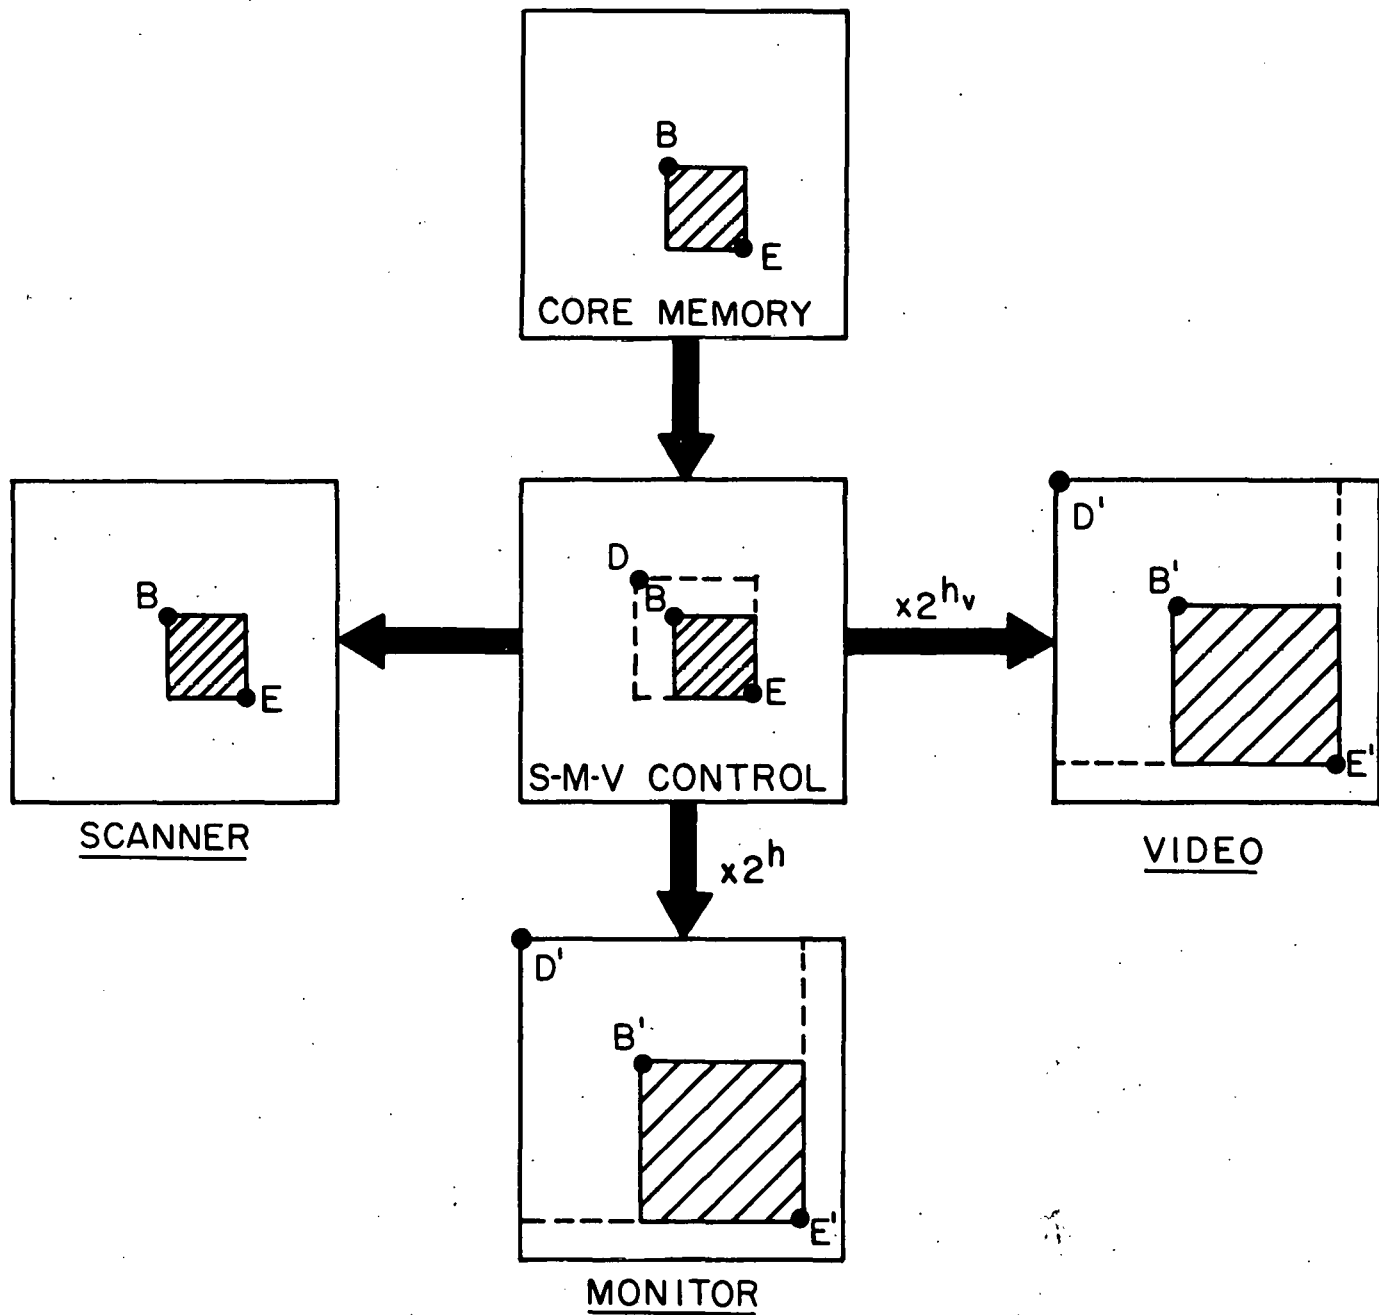 B
E
CORE MEMORY
D
B
E
S-M-V CONTROL
B
E
SCANNER
x2^hv
D'
B'
E'
VIDEO
x2^h
D'
B'
E'
MONITOR